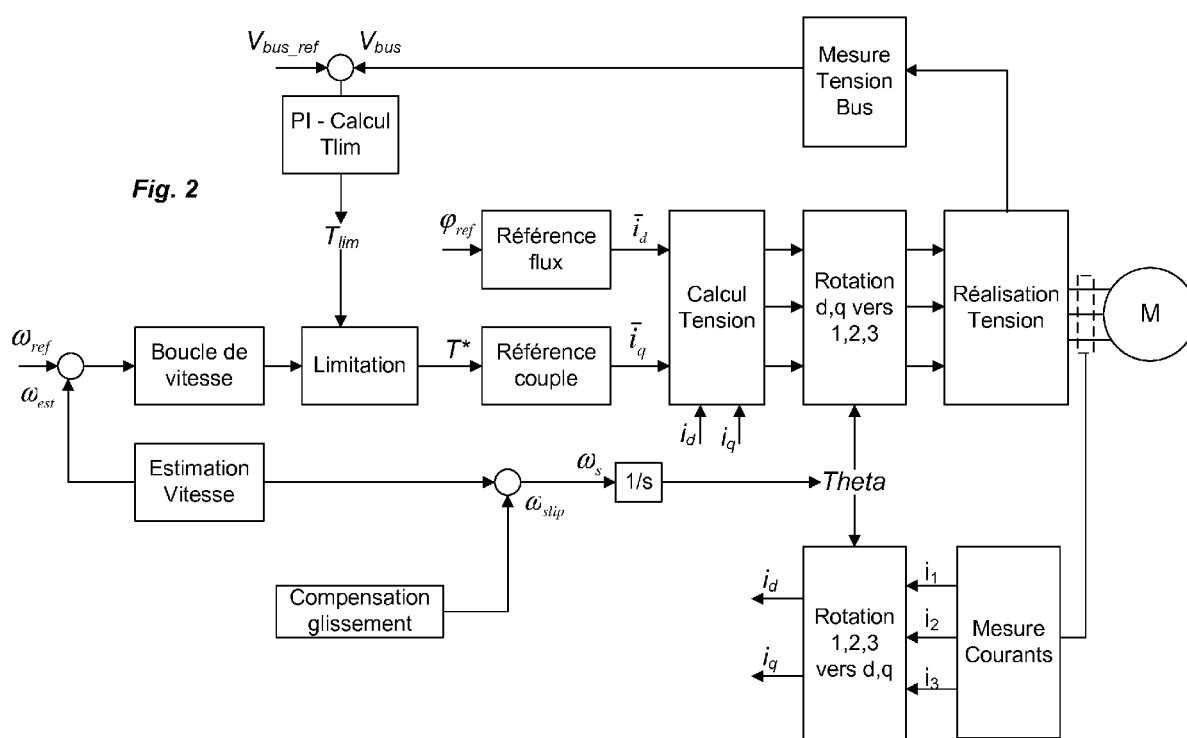 V_bus_ref
V_bus
Mesure
Tension
Bus
PI - Calcul
Tlim
Fig. 2
T_lim
φ_ref
Référence
flux
i̅_d
Calcul
Tension
Rotation
d,q vers
1,2,3
Réalisation
Tension
M
ω_ref
ω_est
Boucle de
vitesse
Limitation
T*
Référence
couple
i̅_q
i_d
i_q
Estimation
Vitesse
ω_s
ω_slip
1/s
Theta
Compensation
glissement
i_d
i_q
Rotation
1,2,3
vers d,q
i_1
i_2
i_3
Mesure
Courants